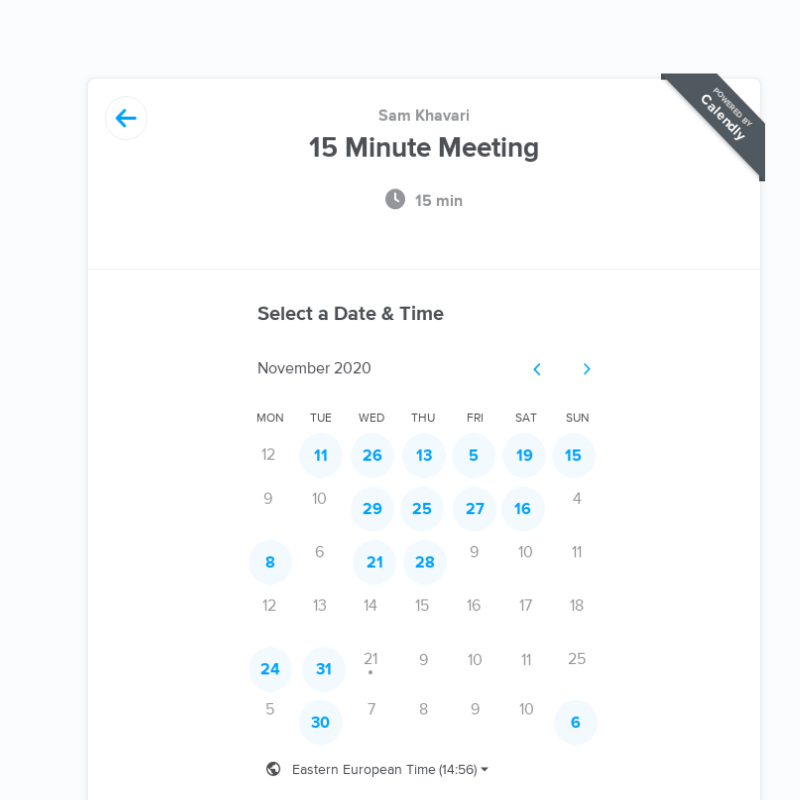 Sam Khavari
15 Minute Meeting
15 min
POWERED BY
Calendly
Select a Date & Time
November 2020
MON TUE WED THU FRI SAT SUN
12 11 26 13 5 19 15
9 10 29 25 27 16 4
8 6 21 28 9 10 11
12 13 14 15 16 17 18
24 31 21 9 10 11 25
5 30 7 8 9 10 6
Eastern European Time (14:56)